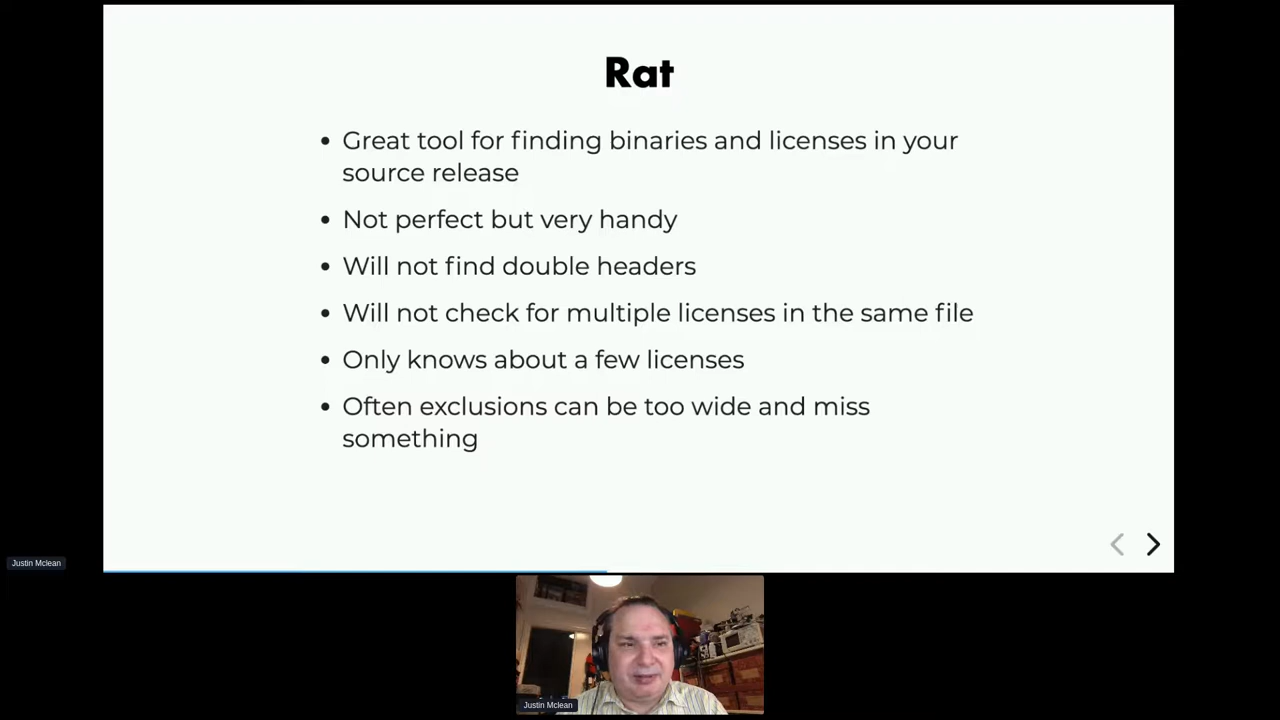 Rat
• Great tool for finding binaries and licenses in your
source release
• Not perfect but very handy
• Will not find double headers
• Will not check for multiple licenses in the same file
• Only knows about a few licenses
• Often exclusions can be too wide and miss
something
Justin Mclean
Justin Mclean